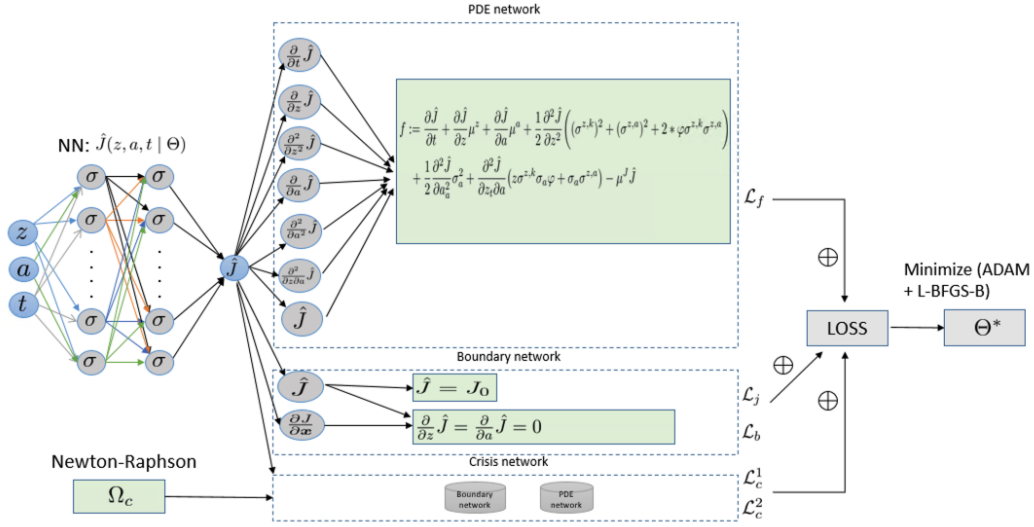 PDE network
NN: Ĵ(z, a, t | Θ)
σ σ
σ σ
σ σ
σ σ
z
a
t
Ĵ
∂/∂t Ĵ
∂/∂z Ĵ
∂²/∂z² Ĵ
∂/∂a Ĵ
∂²/∂a² Ĵ
∂²/∂z∂a Ĵ
Ĵ
f := ∂Ĵ/∂t + ∂Ĵ/∂z μ^z + ∂Ĵ/∂a μ^a + 1/2 ∂²Ĵ/∂z² ((σ^{z,k})² + (σ^{z,a})² + 2 * φσ^{z,k}σ^{z,a})
+ 1/2 ∂²Ĵ/∂a_a² σ_a² + ∂²Ĵ/∂z_t∂a (zσ^{z,k}σ_aφ + σ_aσ^{z,a}) − μ^J Ĵ
ℒ_f
Boundary network
Ĵ
Ĵ = J₀
∂J/∂x
∂/∂z Ĵ = ∂/∂a Ĵ = 0
ℒ_j
ℒ_b
Crisis network
Newton-Raphson
Ω_c
Boundary
network
PDE
network
ℒ_c^1
ℒ_c^2
⊕
⊕
⊕
LOSS
Minimize (ADAM
+ L-BFGS-B)
Θ*